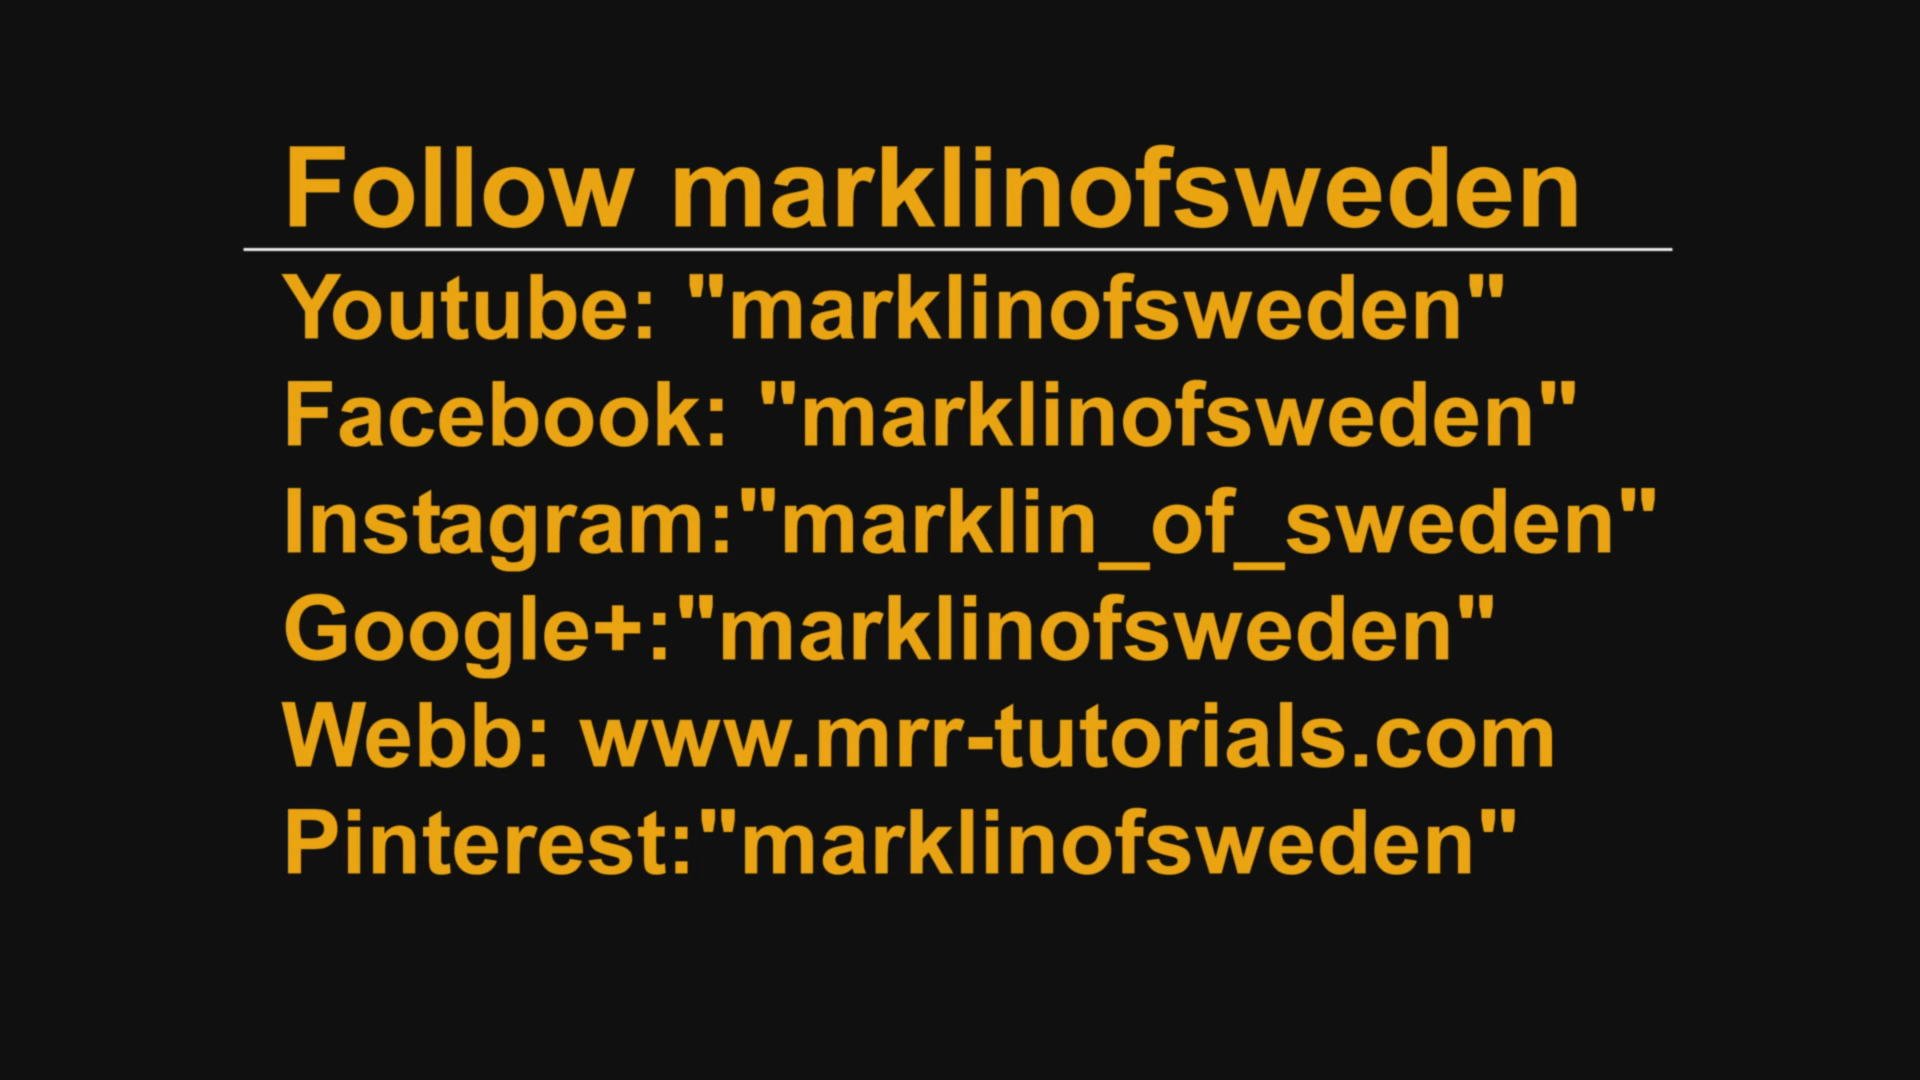 Follow marklinofsweden
Youtube: "marklinofsweden"
Facebook: "marklinofsweden"
Instagram:"marklin_of_sweden"
Google+:"marklinofsweden"
Webb: www.mrr-tutorials.com
Pinterest:"marklinofsweden"